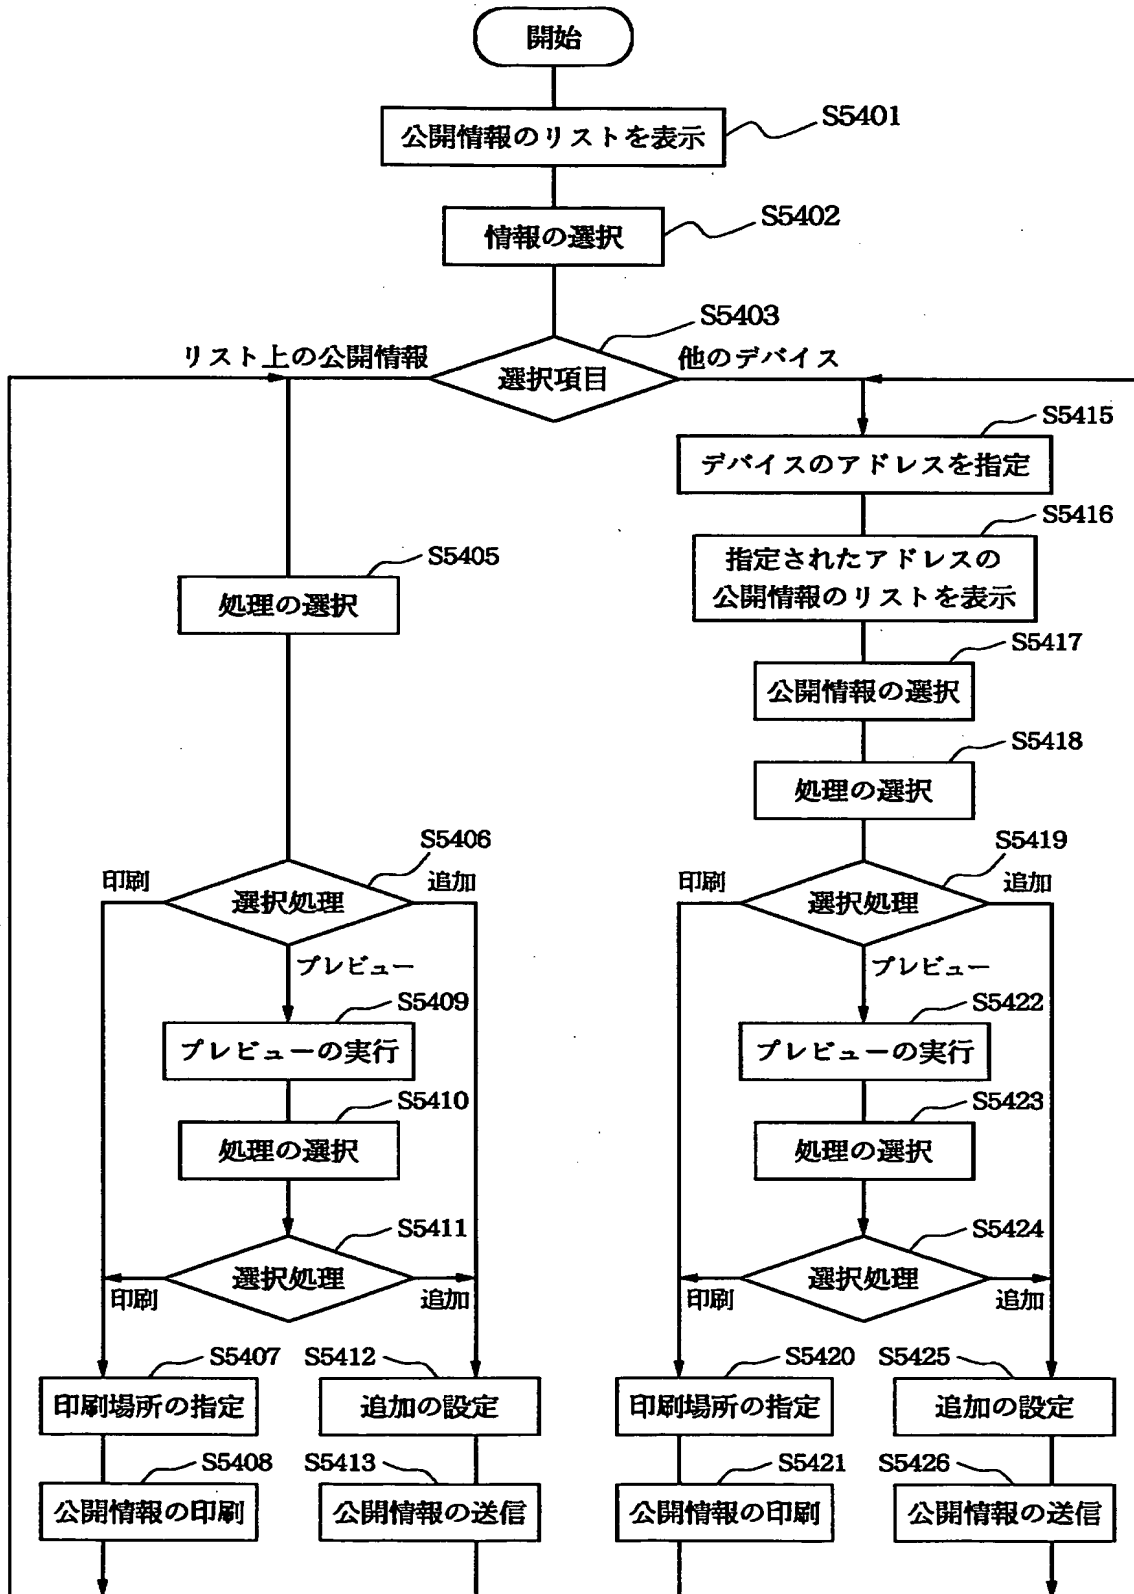 開始
公開情報のリストを表示
S5401
情報の選択
S5402
S5403
リスト上の公開情報
選択項目
他のデバイス
S5415
デバイスのアドレスを指定
S5416
指定されたアドレスの
公開情報のリストを表示
S5405
処理の選択
S5417
公開情報の選択
S5418
処理の選択
S5406
印刷
選択処理
追加
プレビュー
S5409
プレビューの実行
S5410
処理の選択
S5411
選択処理
印刷
追加
S5407
印刷場所の指定
S5412
追加の設定
S5408
公開情報の印刷
S5413
公開情報の送信
S5419
印刷
選択処理
追加
プレビュー
S5422
プレビューの実行
S5423
処理の選択
S5424
選択処理
印刷
追加
S5420
印刷場所の指定
S5425
追加の設定
S5421
公開情報の印刷
S5426
公開情報の送信